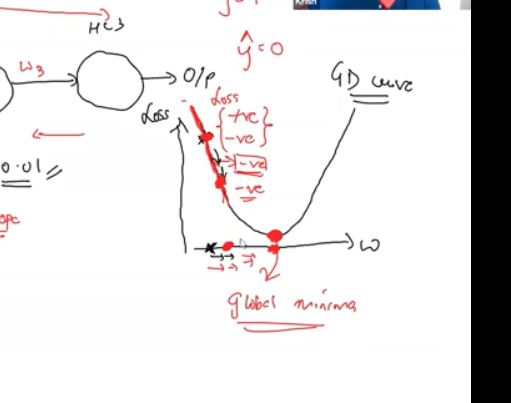 Krish
HL3
ŷ = 0
W3
O/P
GD curve
Loss
Loss
+ve
-ve
-ve
-ve
0.01
W
global minima